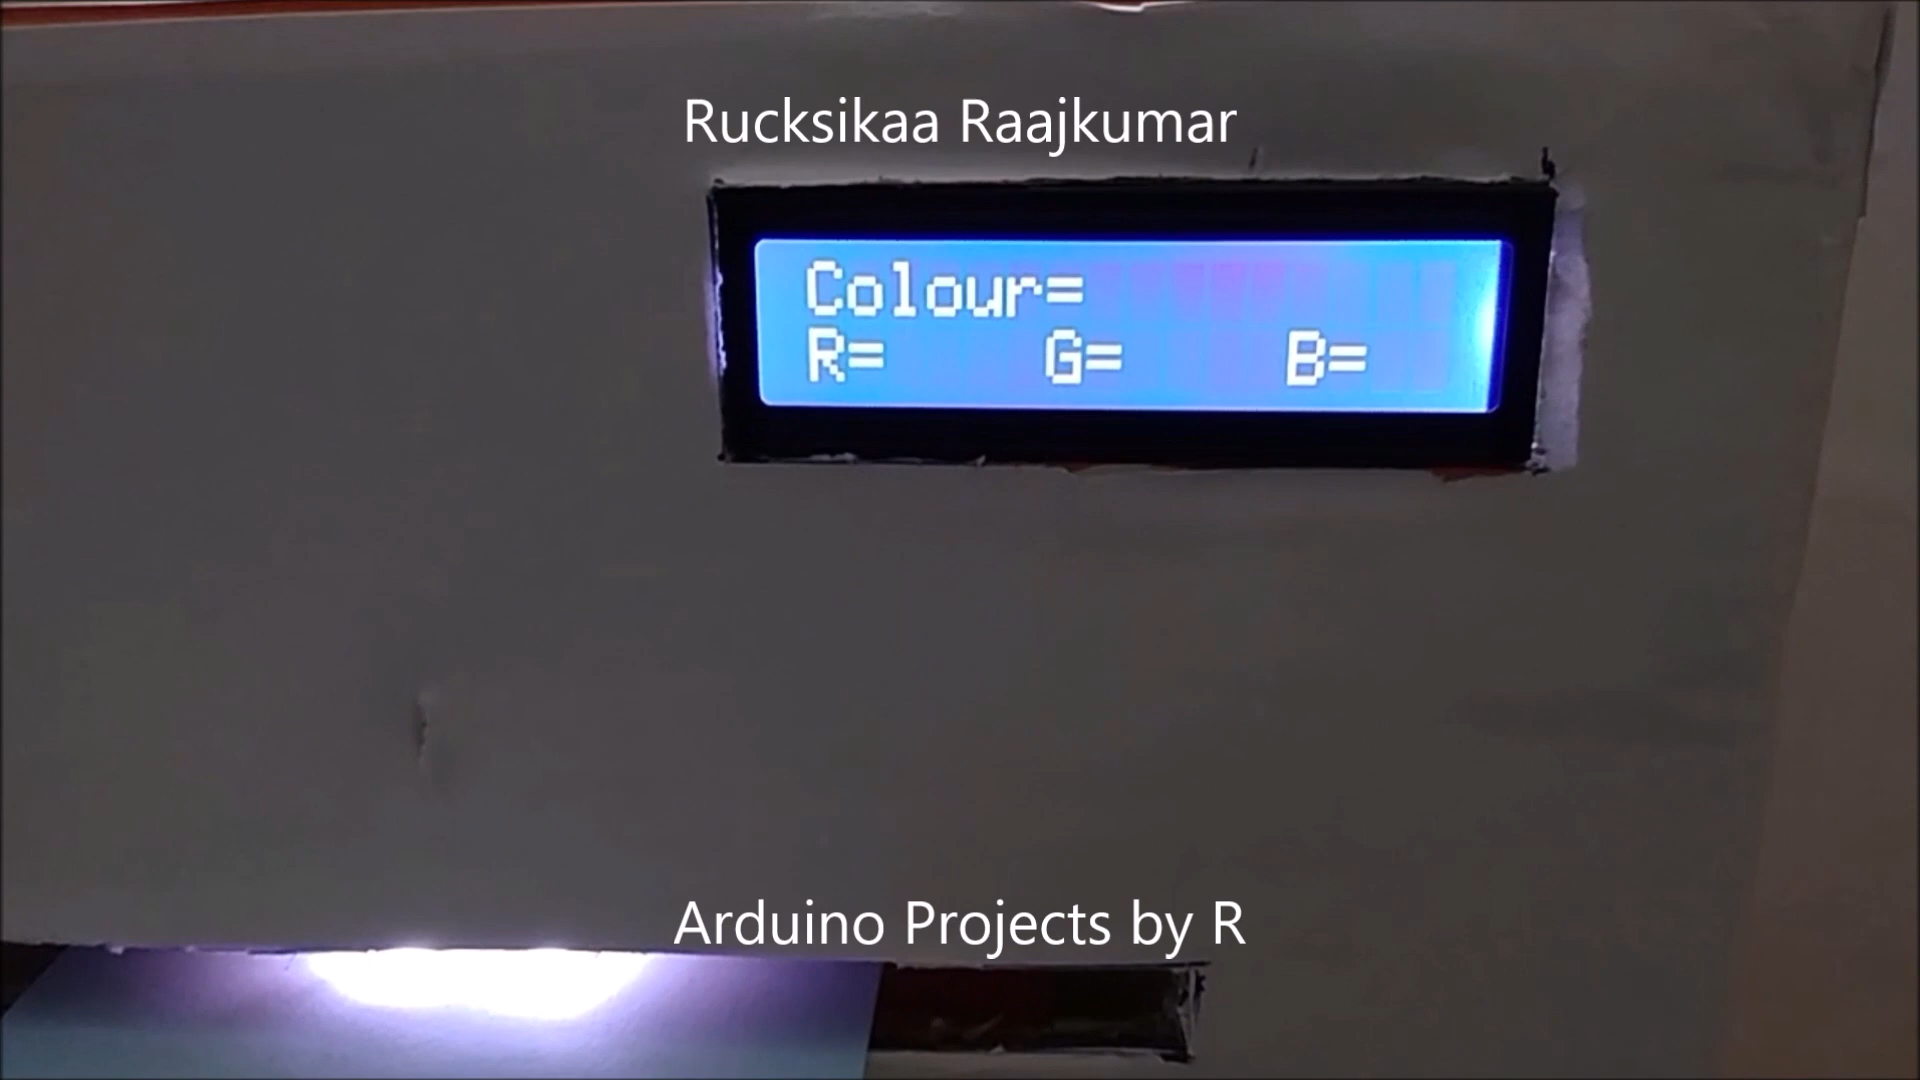 Rucksikaa Raajkumar
Colour=
R= G= B=
Arduino Projects by R